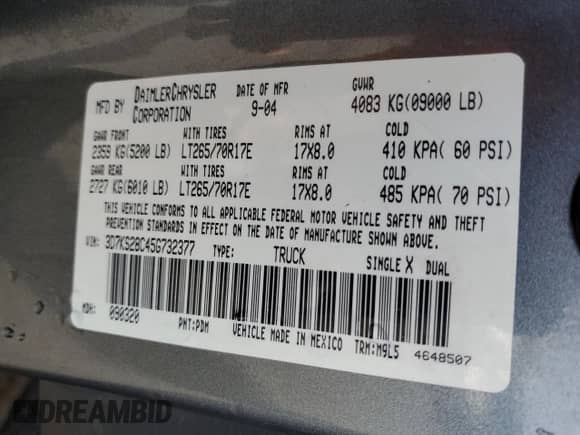 MFD BY DAIMLERCHRYSLER CORPORATION
DATE OF MFR 9-04
GVWR 4083 KG(09000 LB)
GAWR FRONT WITH TIRES RIMS AT COLD
2359 KG(5200 LB) LT265/70R17E 17X8.0 410 KPA( 60 PSI)
GAWR REAR WITH TIRES RIMS AT COLD
2727 KG(6010 LB) LT265/70R17E 17X8.0 485 KPA( 70 PSI)
THIS VEHICLE CONFORMS TO ALL APPLICABLE FEDERAL MOTOR VEHICLE SAFETY AND THEFT
PREVENTION STANDARDS IN EFFECT ON THE DATE OF MANUFACTURE SHOWN ABOVE.
VIN: 3D7KS28C45G732377 TYPE: TRUCK SINGLE X DUAL
MDH: 090320 PNT:PDM VEHICLE MADE IN MEXICO TRM:M9L5 4648507
DREAMBID